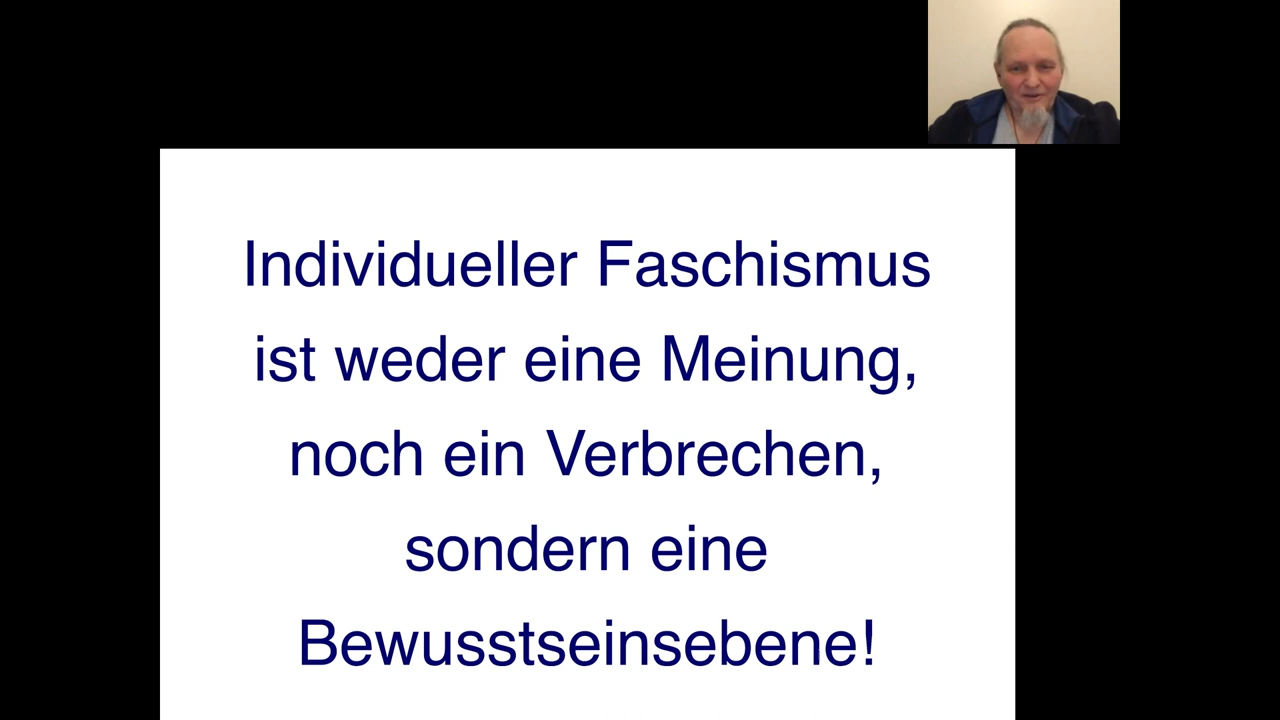 Individueller Faschismus
ist weder eine Meinung,
noch ein Verbrechen,
sondern eine
Bewusstseinsebene!